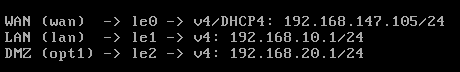 WAN (wan) -> le0 -> v4/DHCP4: 192.168.147.105/24
LAN (lan) -> le1 -> v4: 192.168.10.1/24
DMZ (opt1) -> le2 -> v4: 192.168.20.1/24